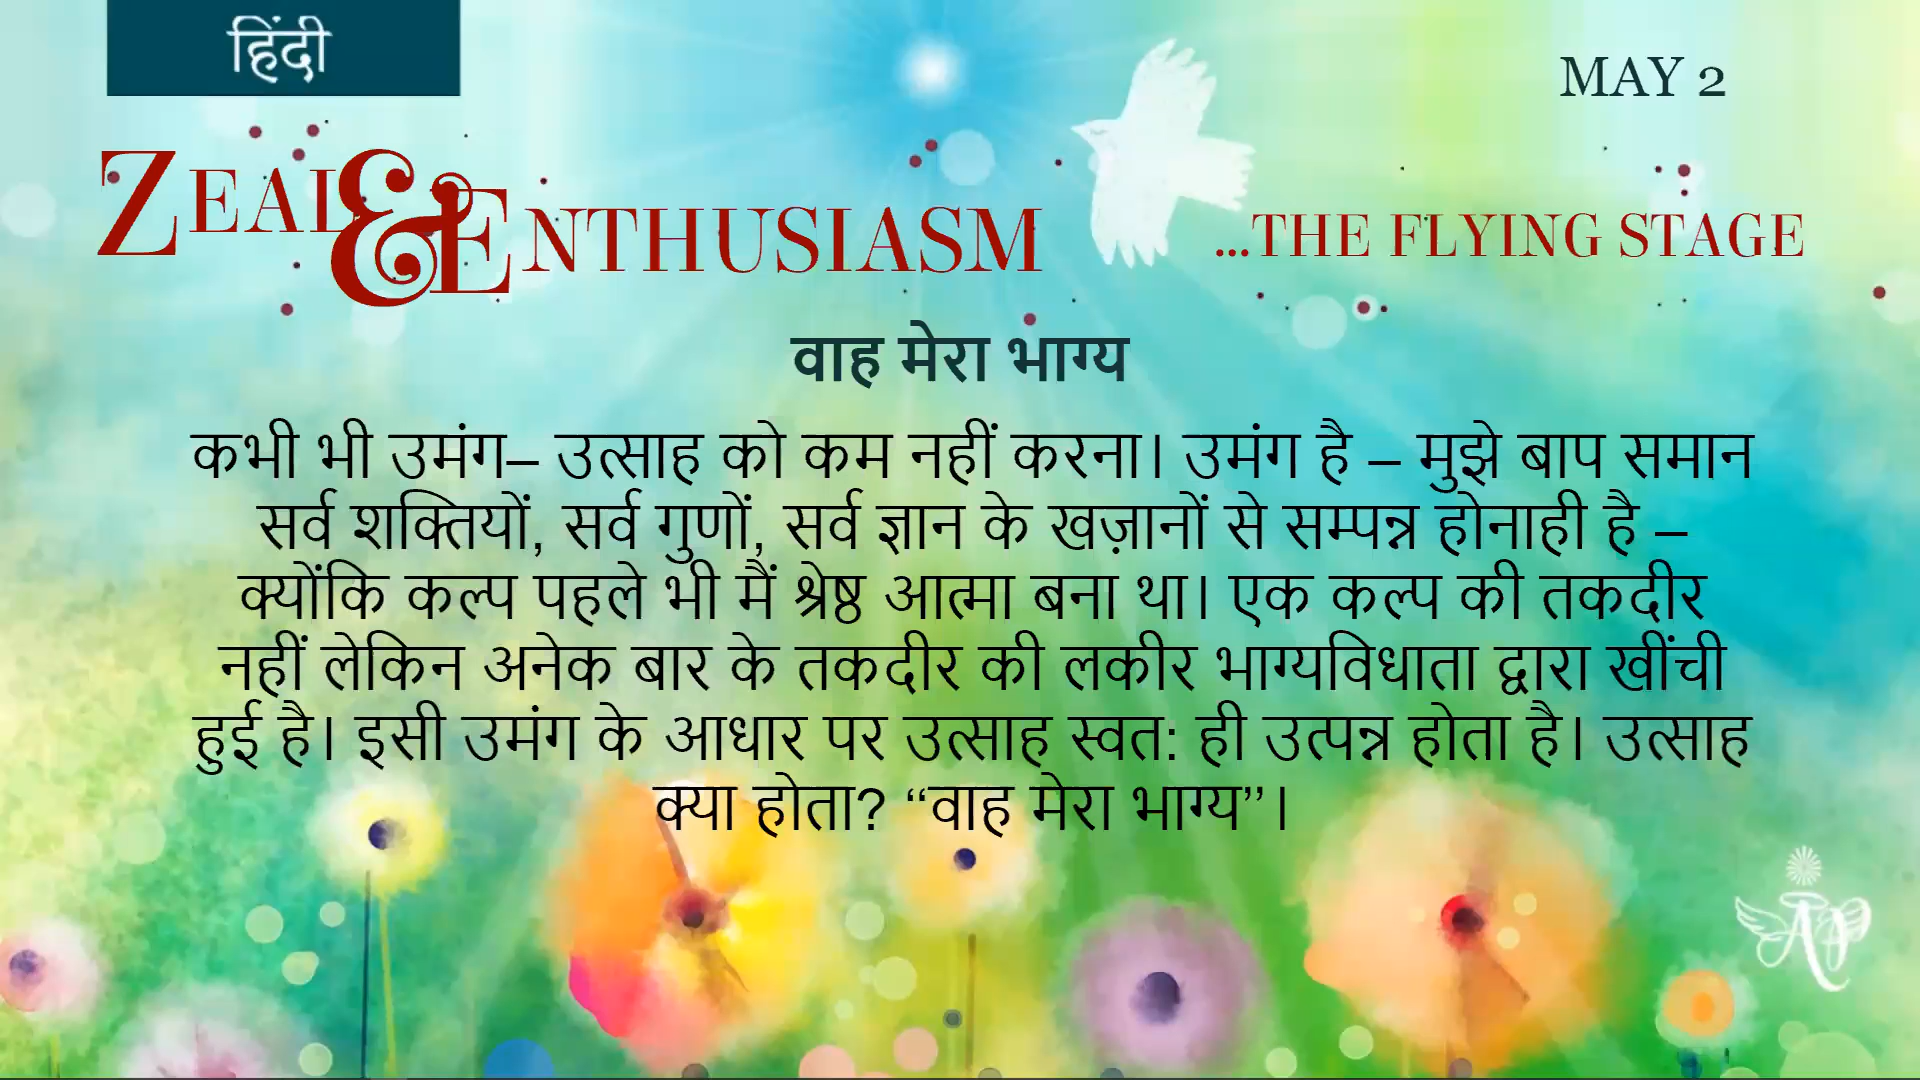 हिंदी
MAY 2
ZEAL & ENTHUSIASM
...THE FLYING STAGE
वाह मेरा भाग्य
कभी भी उमंग– उत्साह को कम नहीं करना। उमंग है – मुझे बाप समान
सर्व शक्तियों, सर्व गुणों, सर्व ज्ञान के खज़ानों से सम्पन्न होनाही है –
क्योंकि कल्प पहले भी मैं श्रेष्ठ आत्मा बना था। एक कल्प की तकदीर
नहीं लेकिन अनेक बार के तकदीर की लकीर भाग्यविधाता द्वारा खींची
हुई है। इसी उमंग के आधार पर उत्साह स्वत: ही उत्पन्न होता है। उत्साह
क्या होता? “वाह मेरा भाग्य”।